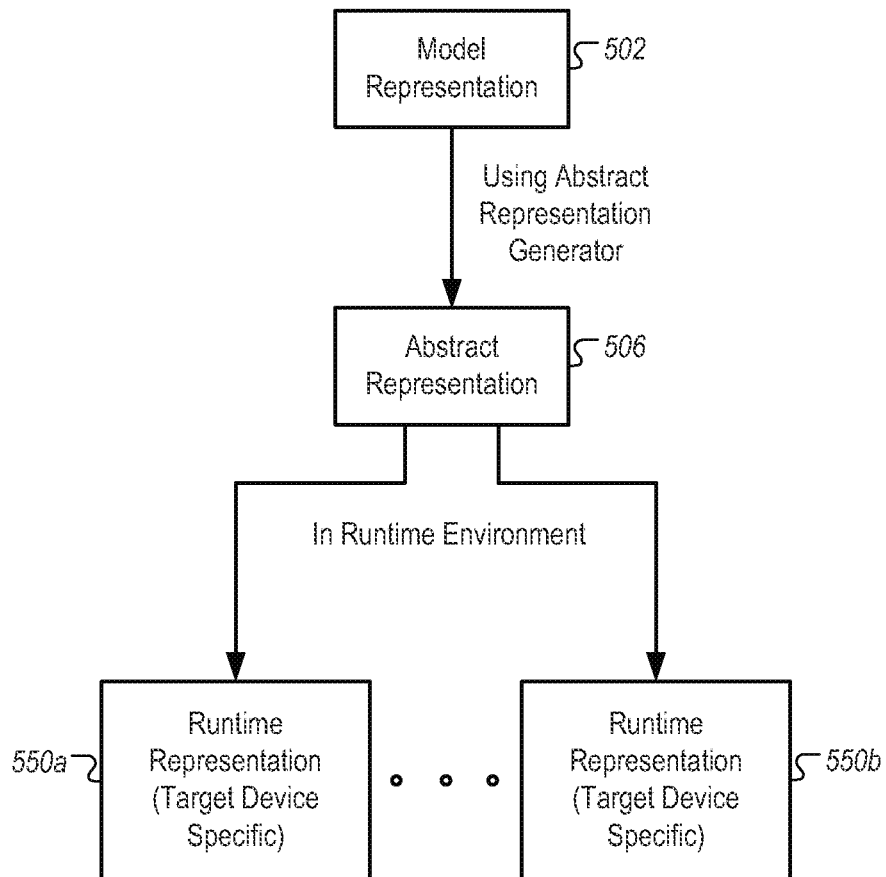 Model
Representation
502
Using Abstract
Representation
Generator
Abstract
Representation
506
In Runtime Environment
550a
Runtime
Representation
(Target Device
Specific)
Runtime
Representation
(Target Device
Specific)
550b